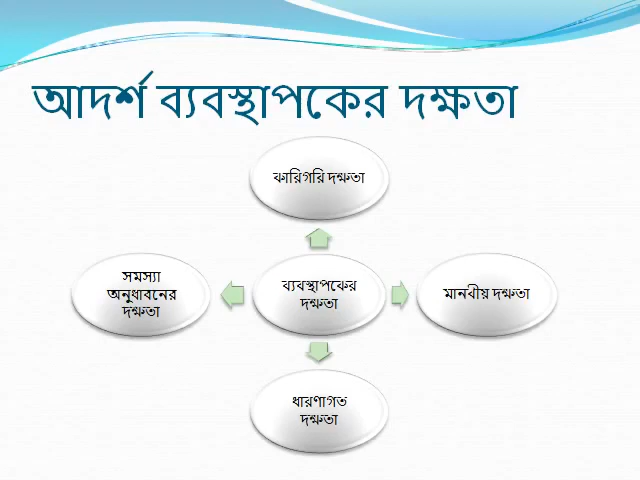 আদর্শ ব্যবস্থাপকের দক্ষতা
কারিগরি দক্ষতা
সমস্যা
অনুধাবনের
দক্ষতা
ব্যবস্থাপকের
দক্ষতা
মানবীয় দক্ষতা
ধারণাগত
দক্ষতা